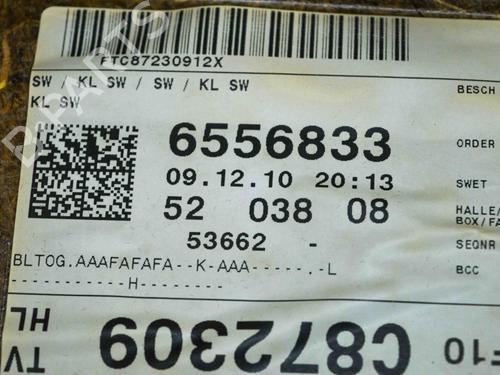 FTC87230912X
SW / KL SW / SW / KL SW
KL SW
BESCH
6556833
ORDER
09.12.10 20:13
SWET
52 038 08
HALLE/
BOX/FA
53662 -
SEQNR
BLTOG.AAAFAFAFA--K-AAA-----.-L
BCC
----------H-------
TV
HL
C872309
F10
B-PARTS